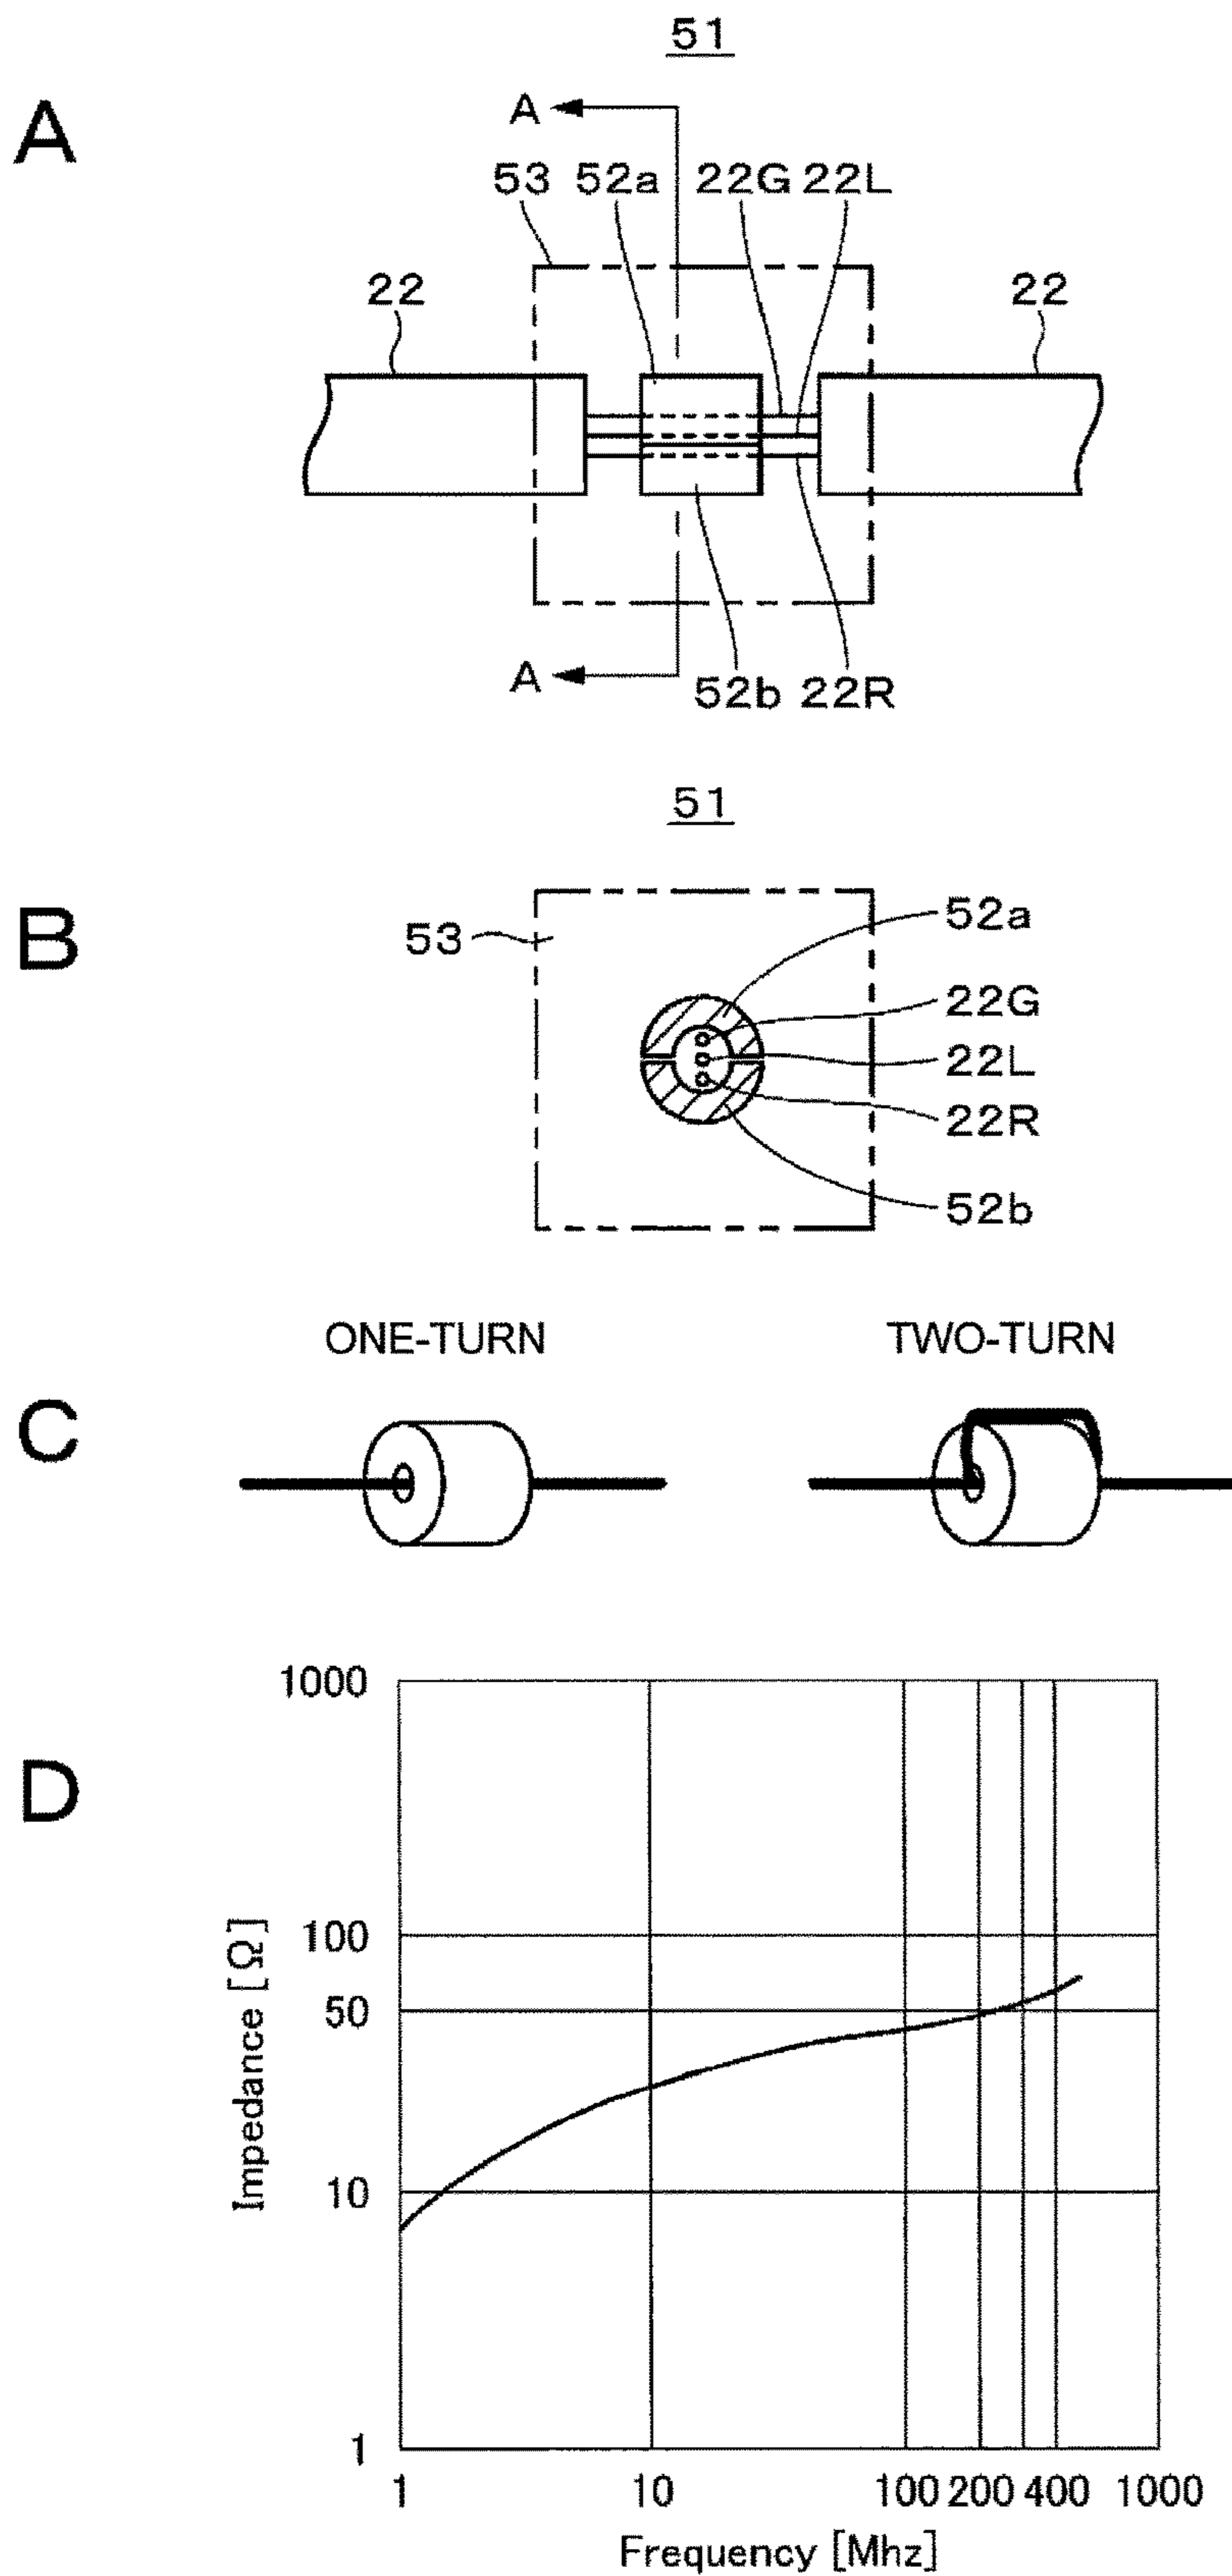 51
A
A
53 52a 22G 22L
22 22
A
52b 22R
51
B
53
52a
22G
22L
22R
52b
ONE-TURN TWO-TURN
C
D
1000
100
50
10
1
Impedance [Ω]
1 10 100 200 400 1000
Frequency [Mhz]